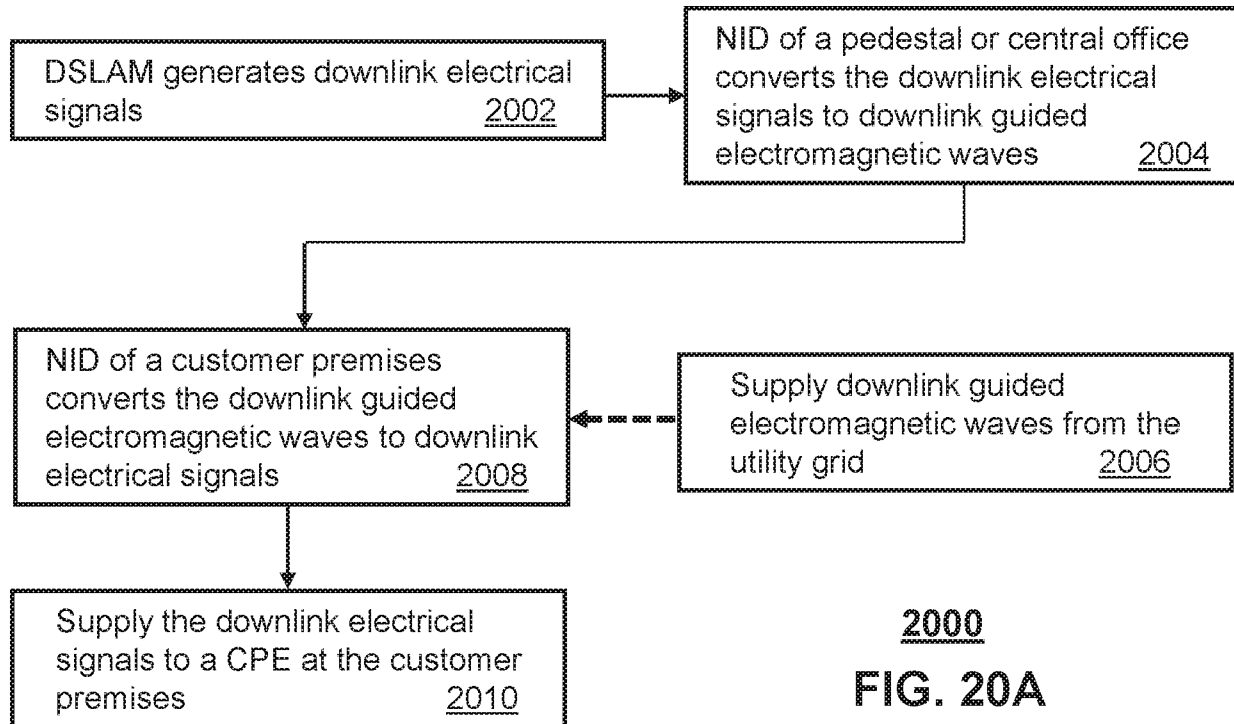 DSLAM generates downlink electrical
signals 2002
NID of a pedestal or central office
converts the downlink electrical
signals to downlink guided
electromagnetic waves 2004
NID of a customer premises
converts the downlink guided
electromagnetic waves to downlink
electrical signals 2008
Supply downlink guided
electromagnetic waves from the
utility grid 2006
Supply the downlink electrical
signals to a CPE at the customer
premises 2010
2000
FIG. 20A